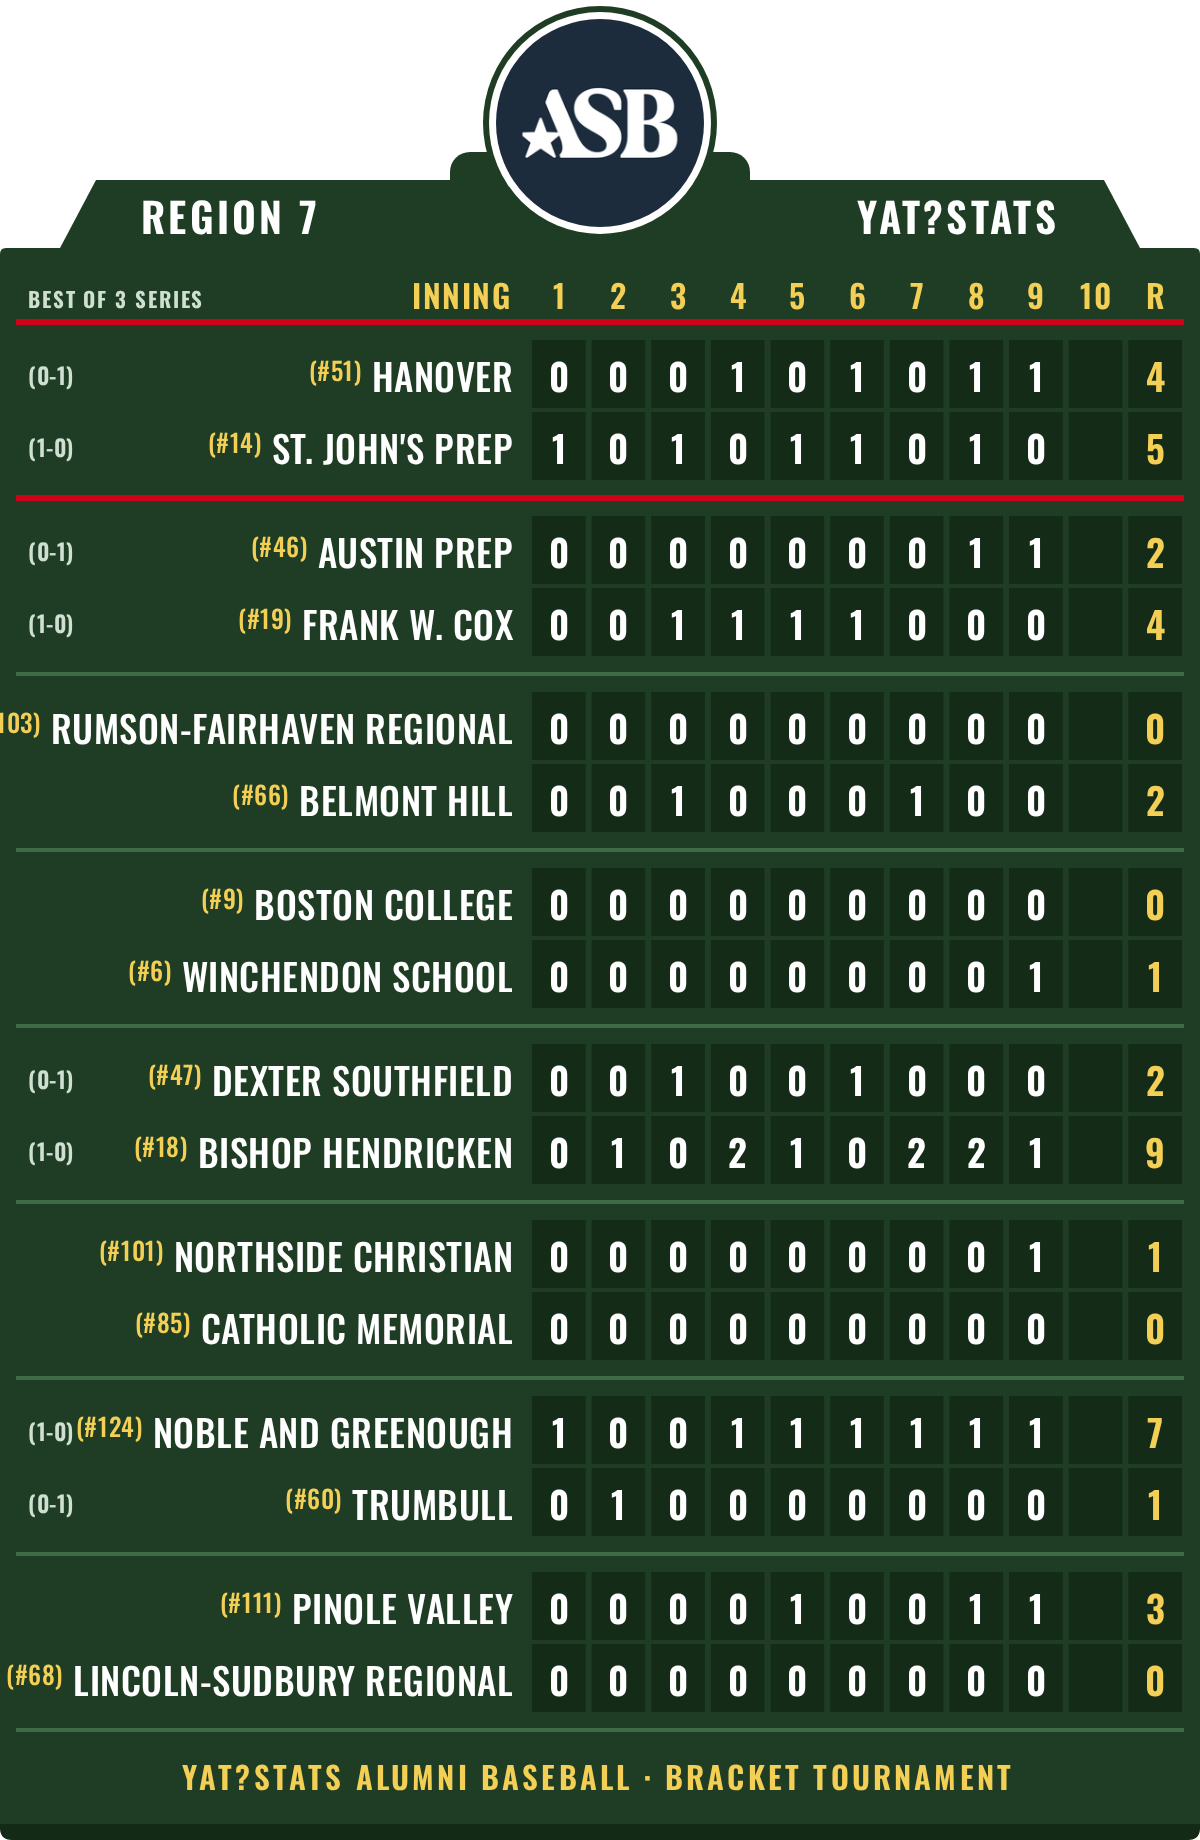 ASB
REGION 7 YAT?STATS
BEST OF 3 SERIES INNING 1 2 3 4 5 6 7 8 9 10 R
(0-1) (#51) HANOVER 0 0 0 1 0 1 0 1 1 4
(1-0) (#14) ST. JOHN'S PREP 1 0 1 0 1 1 0 1 0 5
(0-1) (#46) AUSTIN PREP 0 0 0 0 0 0 0 1 1 2
(1-0) (#19) FRANK W. COX 0 0 1 1 1 1 0 0 0 4
103) RUMSON-FAIRHAVEN REGIONAL 0 0 0 0 0 0 0 0 0 0
(#66) BELMONT HILL 0 0 1 0 0 0 1 0 0 2
(#9) BOSTON COLLEGE 0 0 0 0 0 0 0 0 0 0
(#6) WINCHENDON SCHOOL 0 0 0 0 0 0 0 0 1 1
(0-1) (#47) DEXTER SOUTHFIELD 0 0 1 0 0 1 0 0 0 2
(1-0) (#18) BISHOP HENDRICKEN 0 1 0 2 1 0 2 2 1 9
(#101) NORTHSIDE CHRISTIAN 0 0 0 0 0 0 0 0 1 1
(#85) CATHOLIC MEMORIAL 0 0 0 0 0 0 0 0 0 0
(1-0) (#124) NOBLE AND GREENOUGH 1 0 0 1 1 1 1 1 1 7
(0-1) (#60) TRUMBULL 0 1 0 0 0 0 0 0 0 1
(#111) PINOLE VALLEY 0 0 0 0 1 0 0 1 1 3
(#68) LINCOLN-SUDBURY REGIONAL 0 0 0 0 0 0 0 0 0 0
YAT?STATS ALUMNI BASEBALL · BRACKET TOURNAMENT